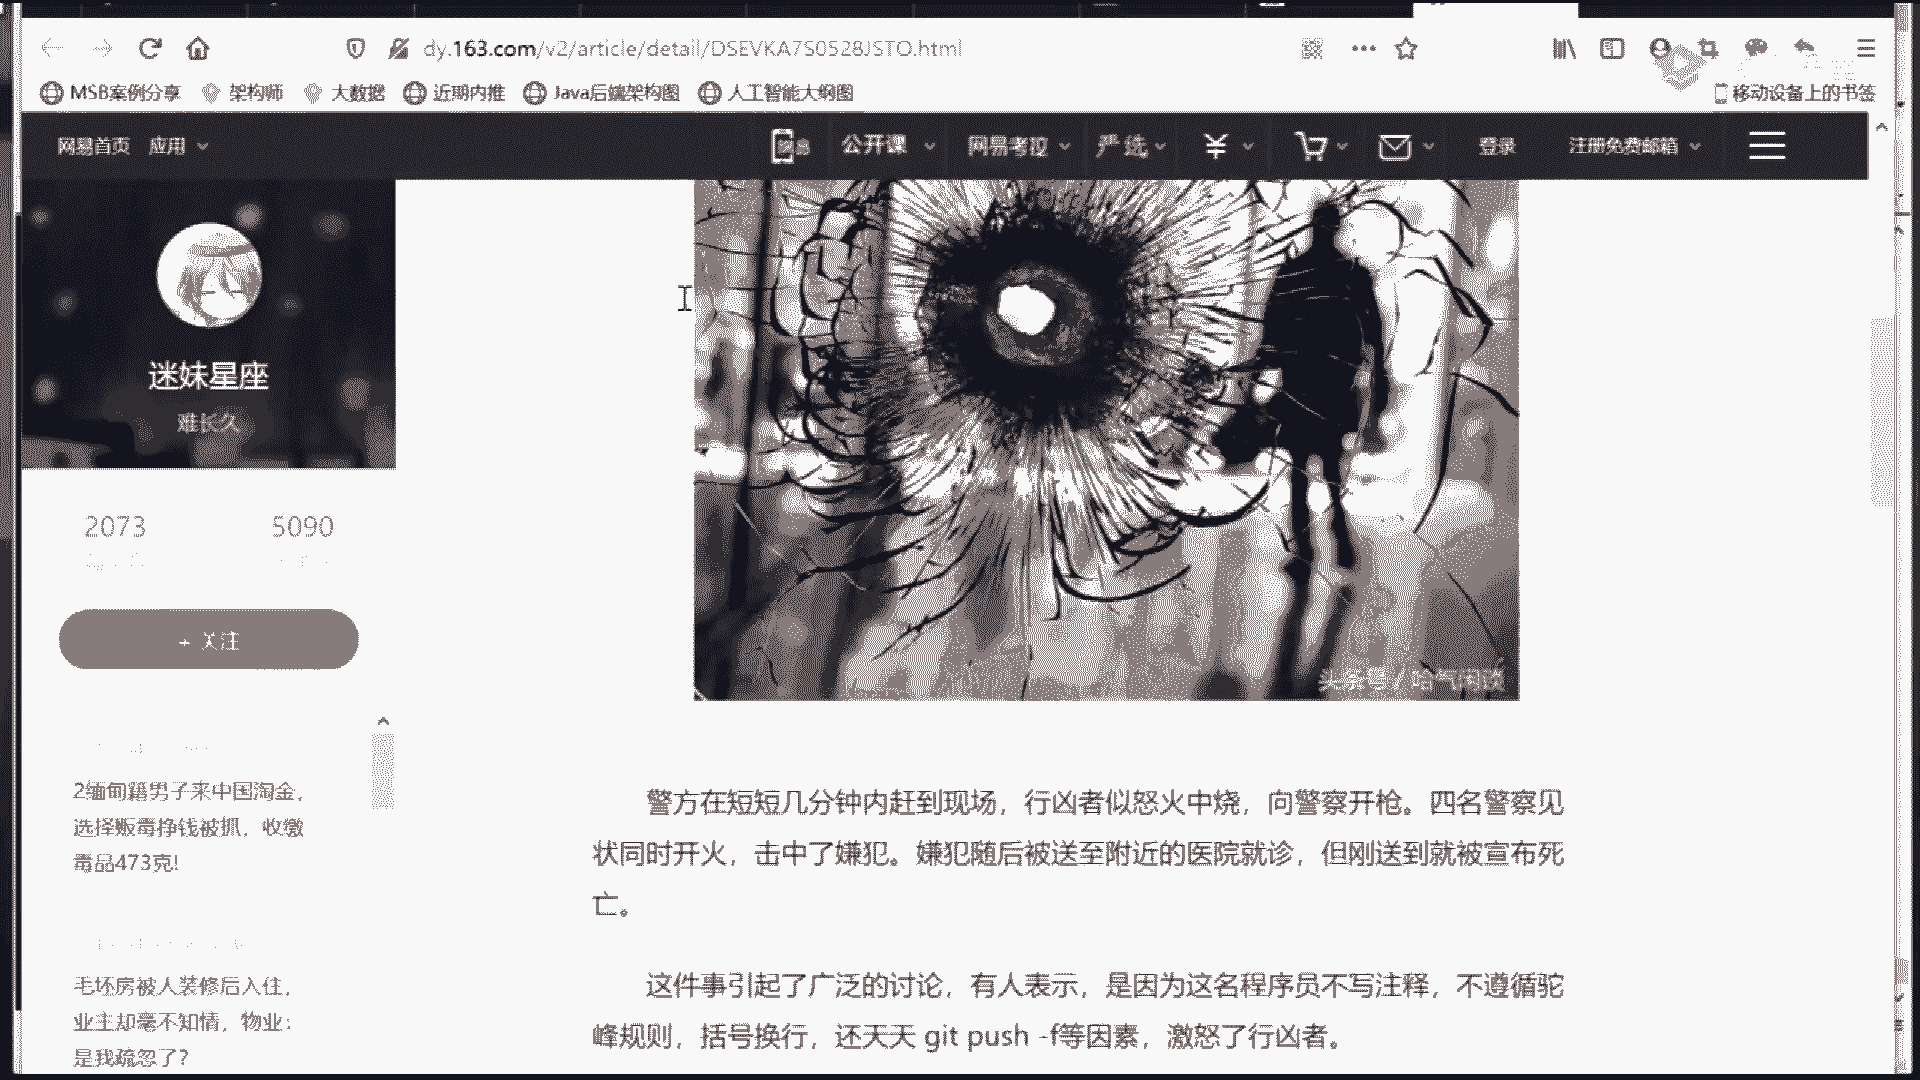 dy.163.com/v2/article/detail/DSEVKA7S0528JSTO.html
MSB案例分享 架构师 大数据 近期内推 Java后端架构图 人工智能大纲图 移动设备上的书签
网易首页 应用 公开课 网易考拉 严选 ¥ 登录 注册免费邮箱
迷妹星座
难长久
2073 5090
+ 关注
2缅甸籍男子来中国淘金，
选择贩毒挣钱被抓，收缴
毒品473克!
毛坯房被人装修后入住，
业主却毫不知情，物业：
是我疏忽了?
头条号 / 哈气闲谈
警方在短短几分钟内赶到现场，行凶者似怒火中烧，向警察开枪。四名警察见
状同时开火，击中了嫌犯。嫌犯随后被送至附近的医院就诊，但刚送到就被宣布死
亡。
这件事引起了广泛的讨论，有人表示，是因为这名程序员不写注释，不遵循驼
峰规则，括号换行，还天天 git push -f等因素，激怒了行凶者。